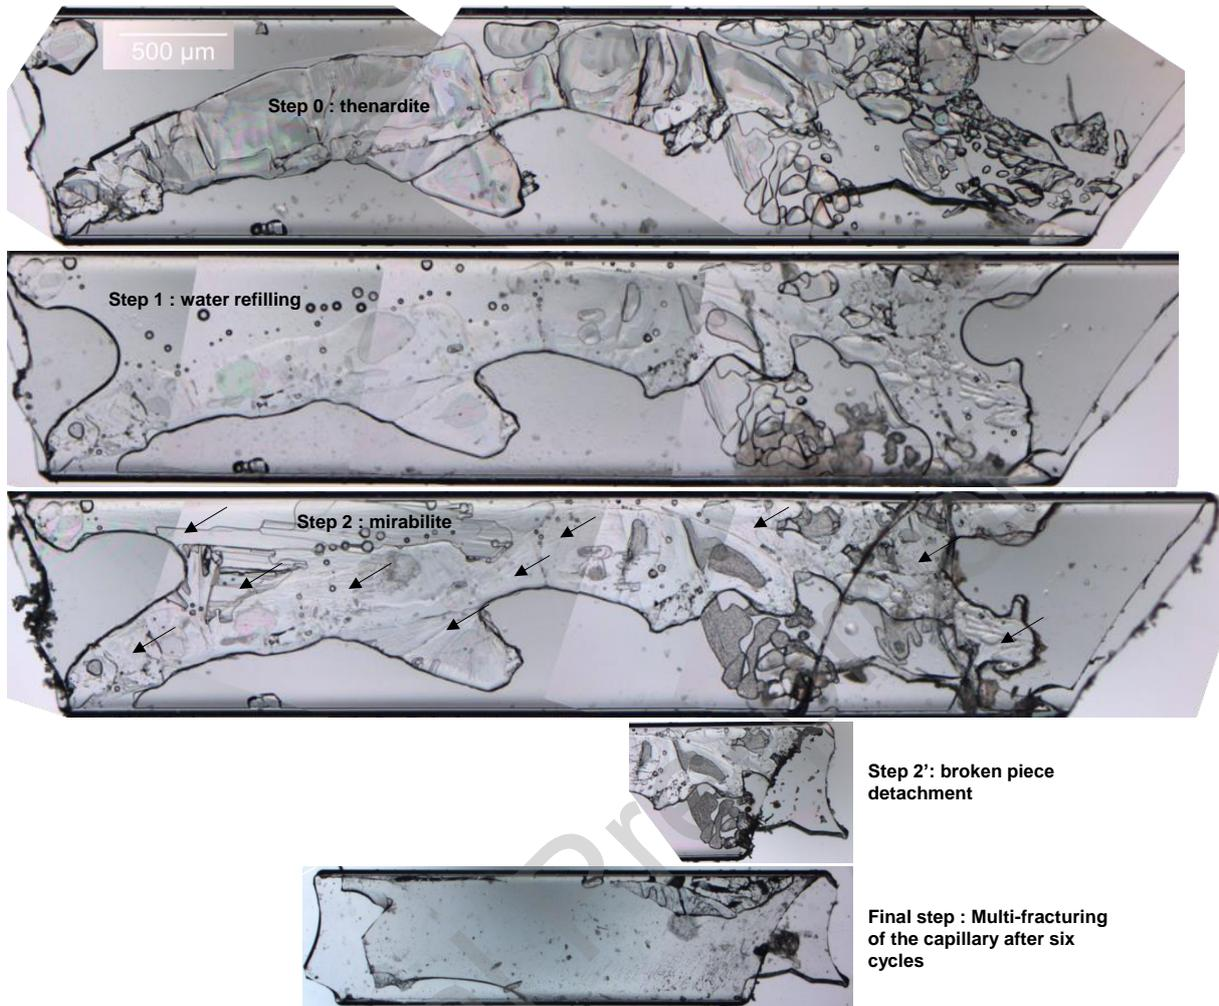 500 µm
Step 0 : thenardite
Step 1 : water refilling
Step 2 : mirabilite
Step 2’: broken piece
detachment
Final step : Multi-fracturing
of the capillary after six
cycles